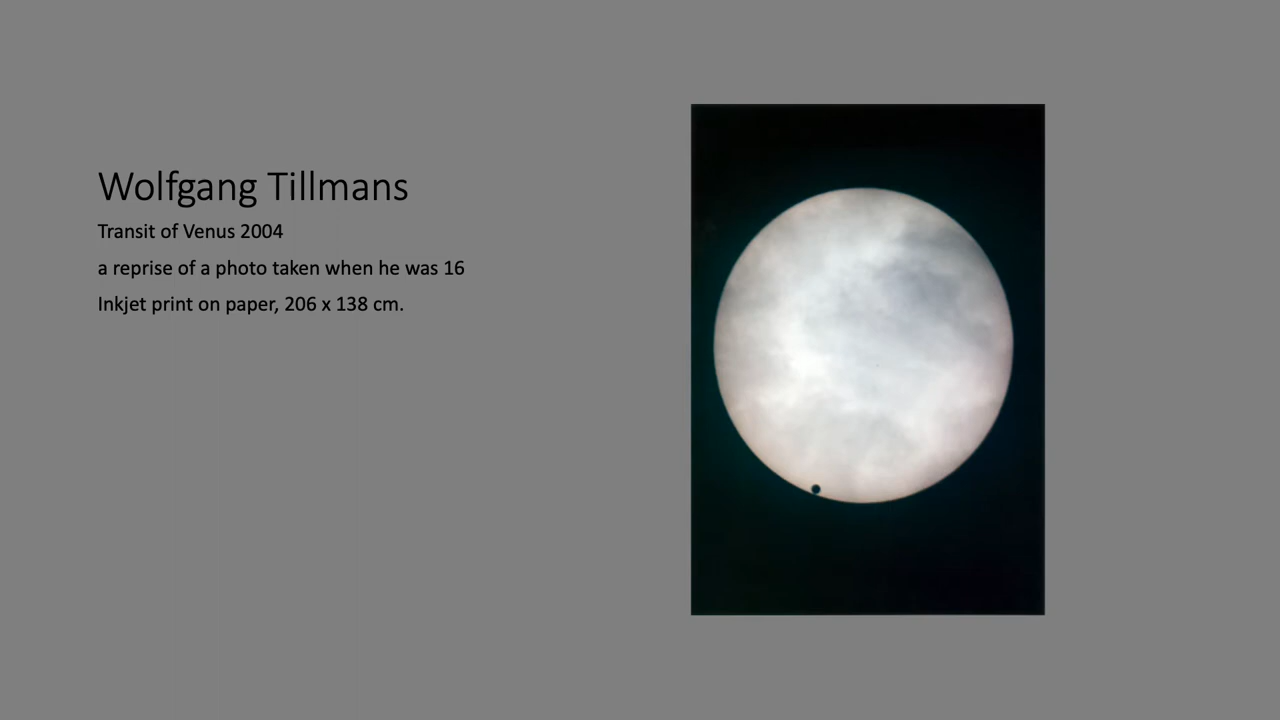 Wolfgang Tillmans
Transit of Venus 2004
a reprise of a photo taken when he was 16
Inkjet print on paper, 206 x 138 cm.